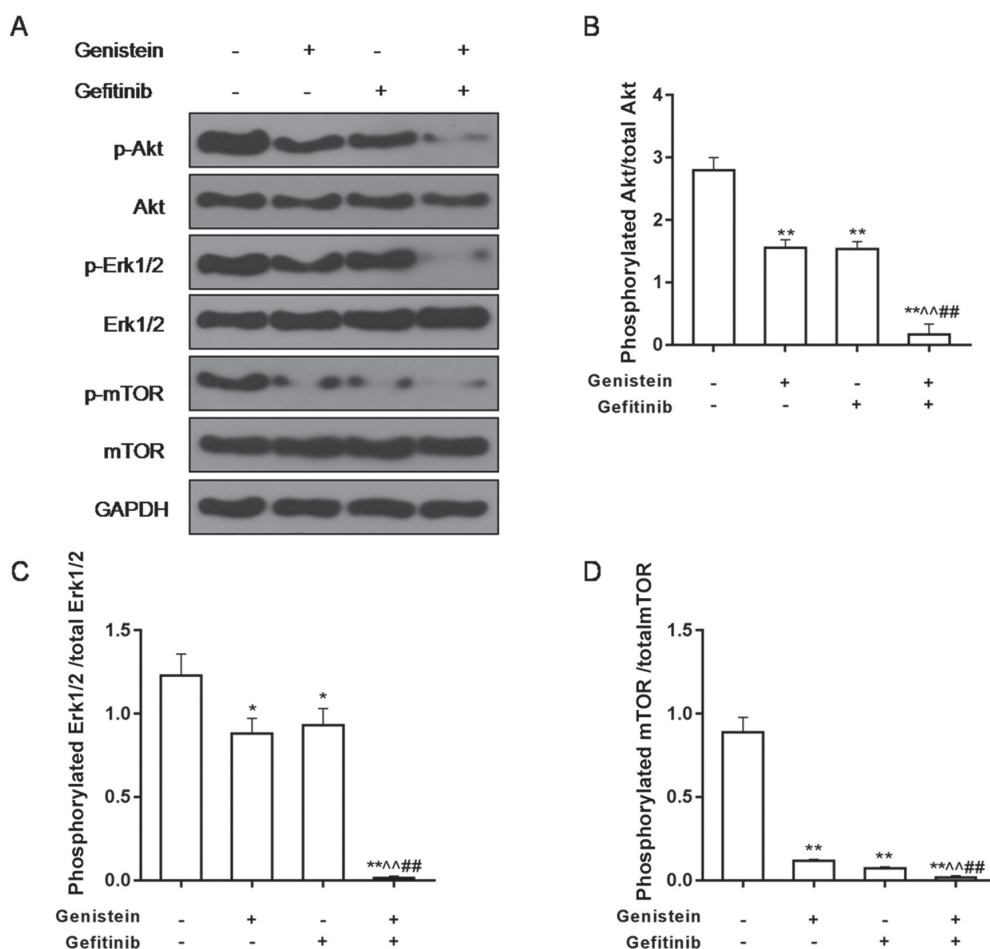 A
Genistein - + - +
Gefitinib - - + +
p-Akt
Akt
p-Erk1/2
Erk1/2
p-mTOR
mTOR
GAPDH
B
Phosphorylated Akt/total Akt
4
3
2
1
0
** ** **^^##
Genistein - + - +
Gefitinib - - + +
C
Phosphorylated Erk1/2 /total Erk1/2
1.5
1.0
0.5
0.0
* * **^^##
Genistein - + - +
Gefitinib - - + +
D
Phosphorylated mTOR /totalmTOR
1.5
1.0
0.5
0.0
** ** **^^##
Genistein - + - +
Gefitinib - - + +